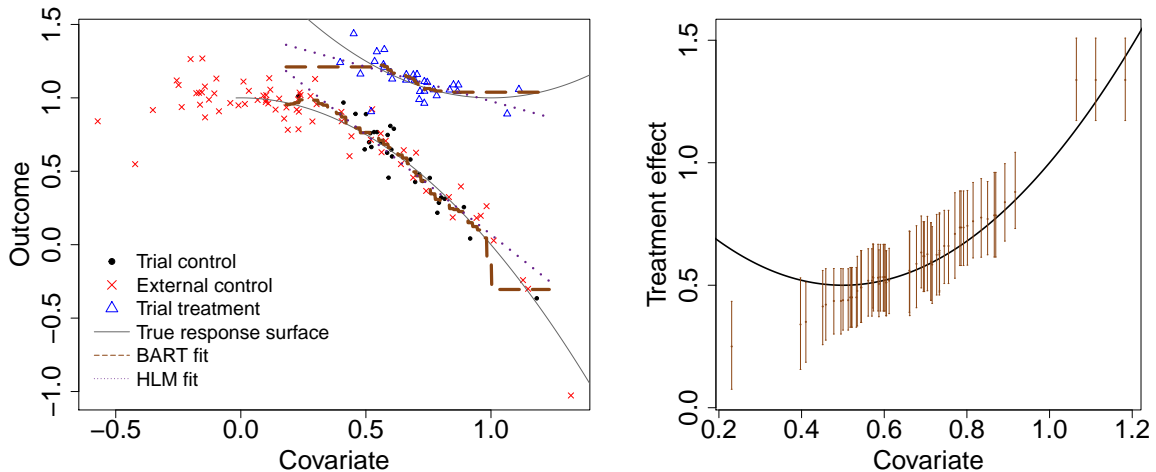 Outcome
1.5
1.0
0.5
0.0
−0.5
−1.0
Trial control
External control
Trial treatment
True response surface
BART fit
HLM fit
−0.5 0.0 0.5 1.0
Covariate
Treatment effect
1.5
1.0
0.5
0.0
0.2 0.4 0.6 0.8 1.0 1.2
Covariate